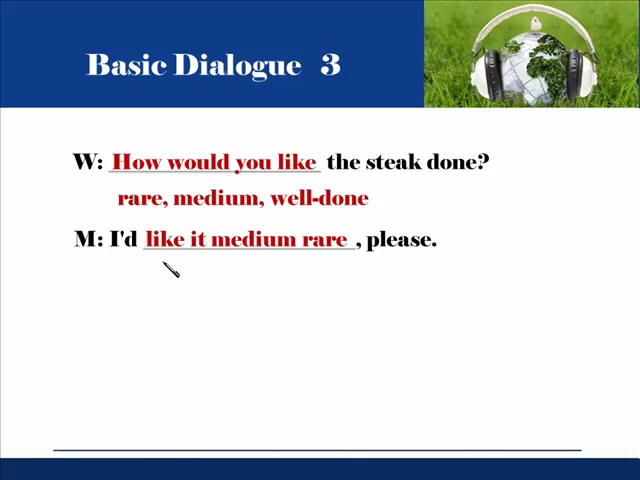 Basic Dialogue 3
W: How would you like the steak done?
rare, medium, well-done
M: I'd like it medium rare, please.